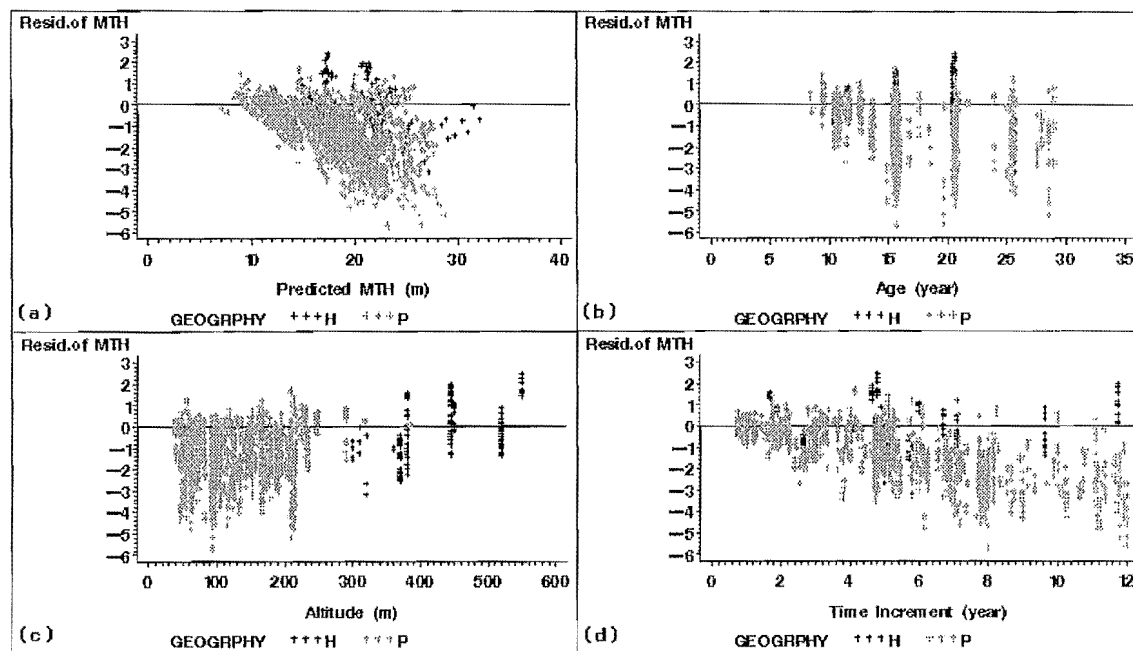 Resid.of MTH
3
2
1
0
−1
−2
−3
−4
−5
−6
0 10 20 30 40
Predicted MTH (m)
(a) GEOGRPHY +++H +++P
Resid.of MTH
3
2
1
0
−1
−2
−3
−4
−5
−6
0 5 10 15 20 25 30 35
Age (year)
(b) GEOGRPHY +++H +++P
Resid.of MTH
3
2
1
0
−1
−2
−3
−4
−5
−6
0 100 200 300 400 500 600
Altitude (m)
(c) GEOGRPHY +++H +++P
Resid.of MTH
3
2
1
0
−1
−2
−3
−4
−5
−6
0 2 4 6 8 10 12
Time Increment (year)
(d) GEOGRPHY +++H +++P